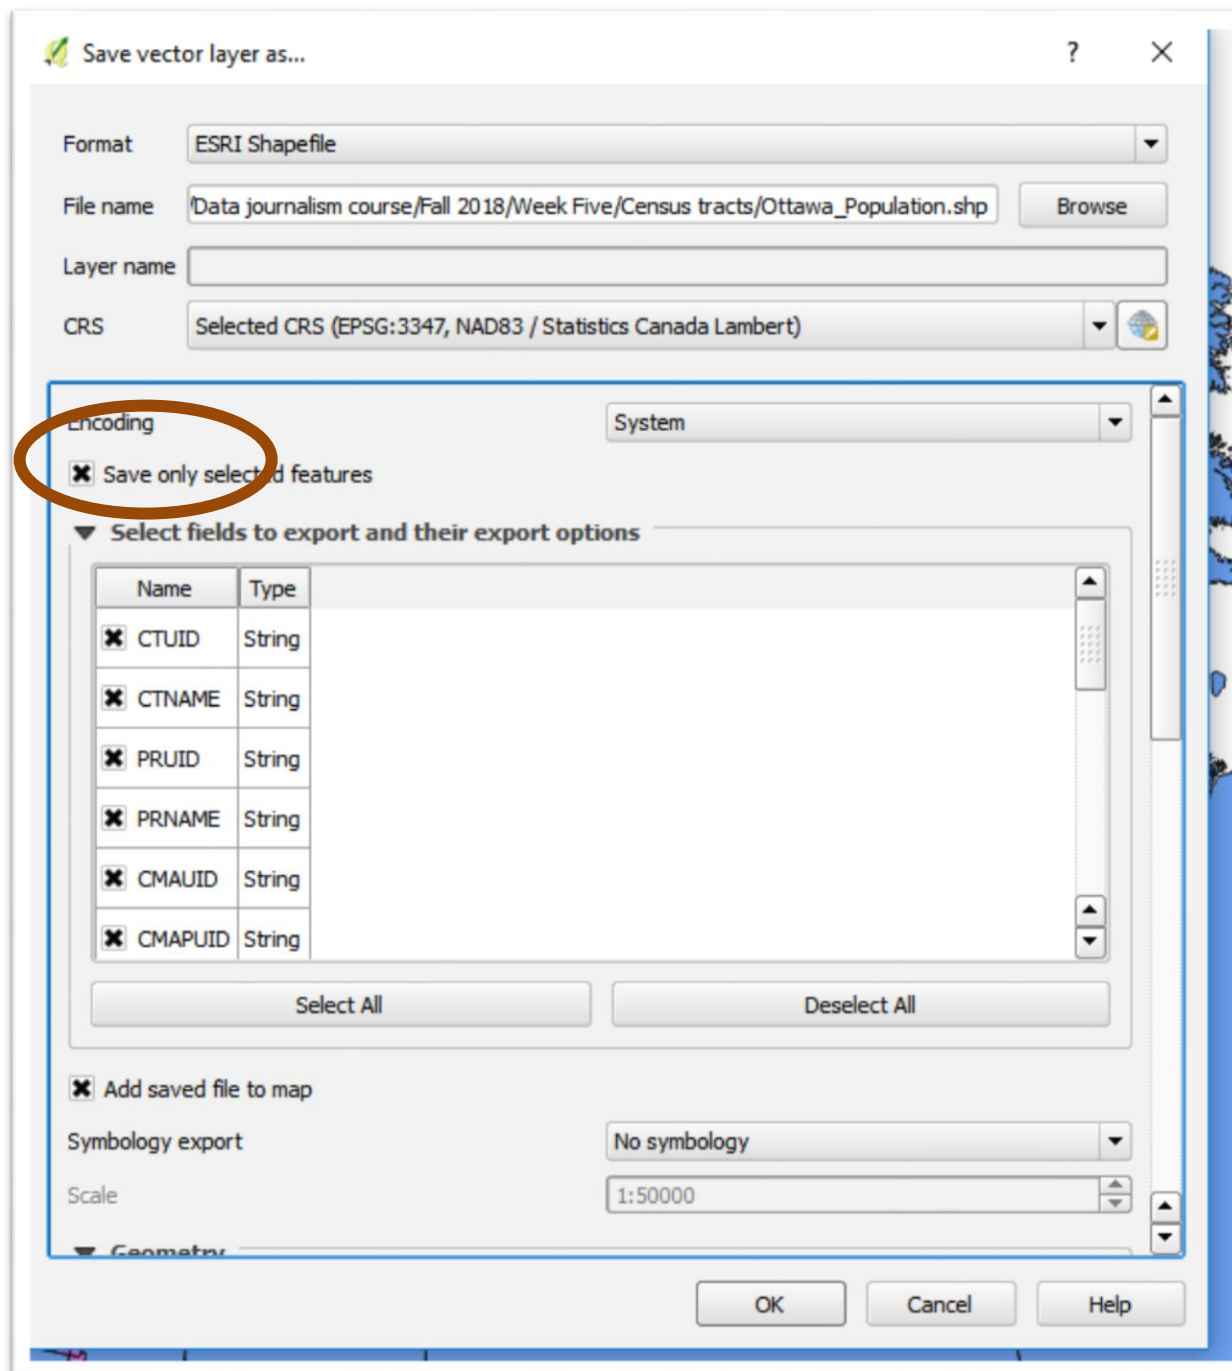 Save vector layer as...
?
Format
ESRI Shapefile
File name
/Data journalism course/Fall 2018/Week Five/Census tracts/Ottawa_Population.shp
Browse
Layer name
CRS
Selected CRS (EPSG:3347, NAD83 / Statistics Canada Lambert)
Encoding
System
Save only selected features
Select fields to export and their export options
Name Type
CTUID String
CTNAME String
PRUID String
PRNAME String
CMAUID String
CMAPUID String
Select All
Deselect All
Add saved file to map
Symbology export
No symbology
Scale
1:50000
Geometry
OK
Cancel
Help